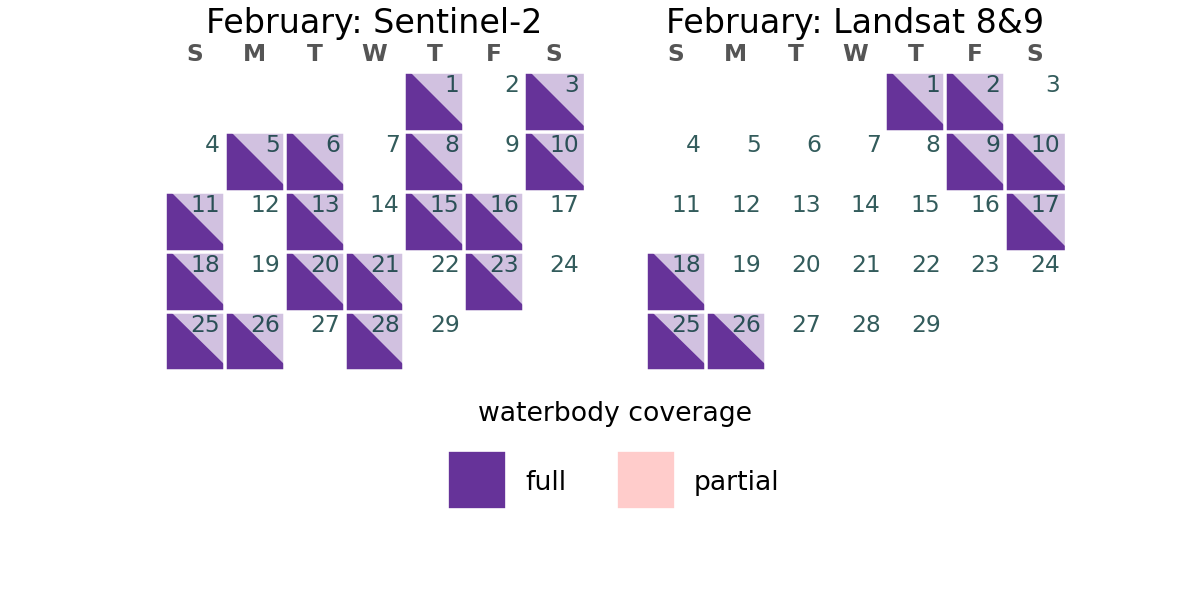 February: Sentinel-2
S M T W T F S
1 2 3
4 5 6 7 8 9 10
11 12 13 14 15 16 17
18 19 20 21 22 23 24
25 26 27 28 29
February: Landsat 8&9
S M T W T F S
1 2 3
4 5 6 7 8 9 10
11 12 13 14 15 16 17
18 19 20 21 22 23 24
25 26 27 28 29
waterbody coverage
full partial